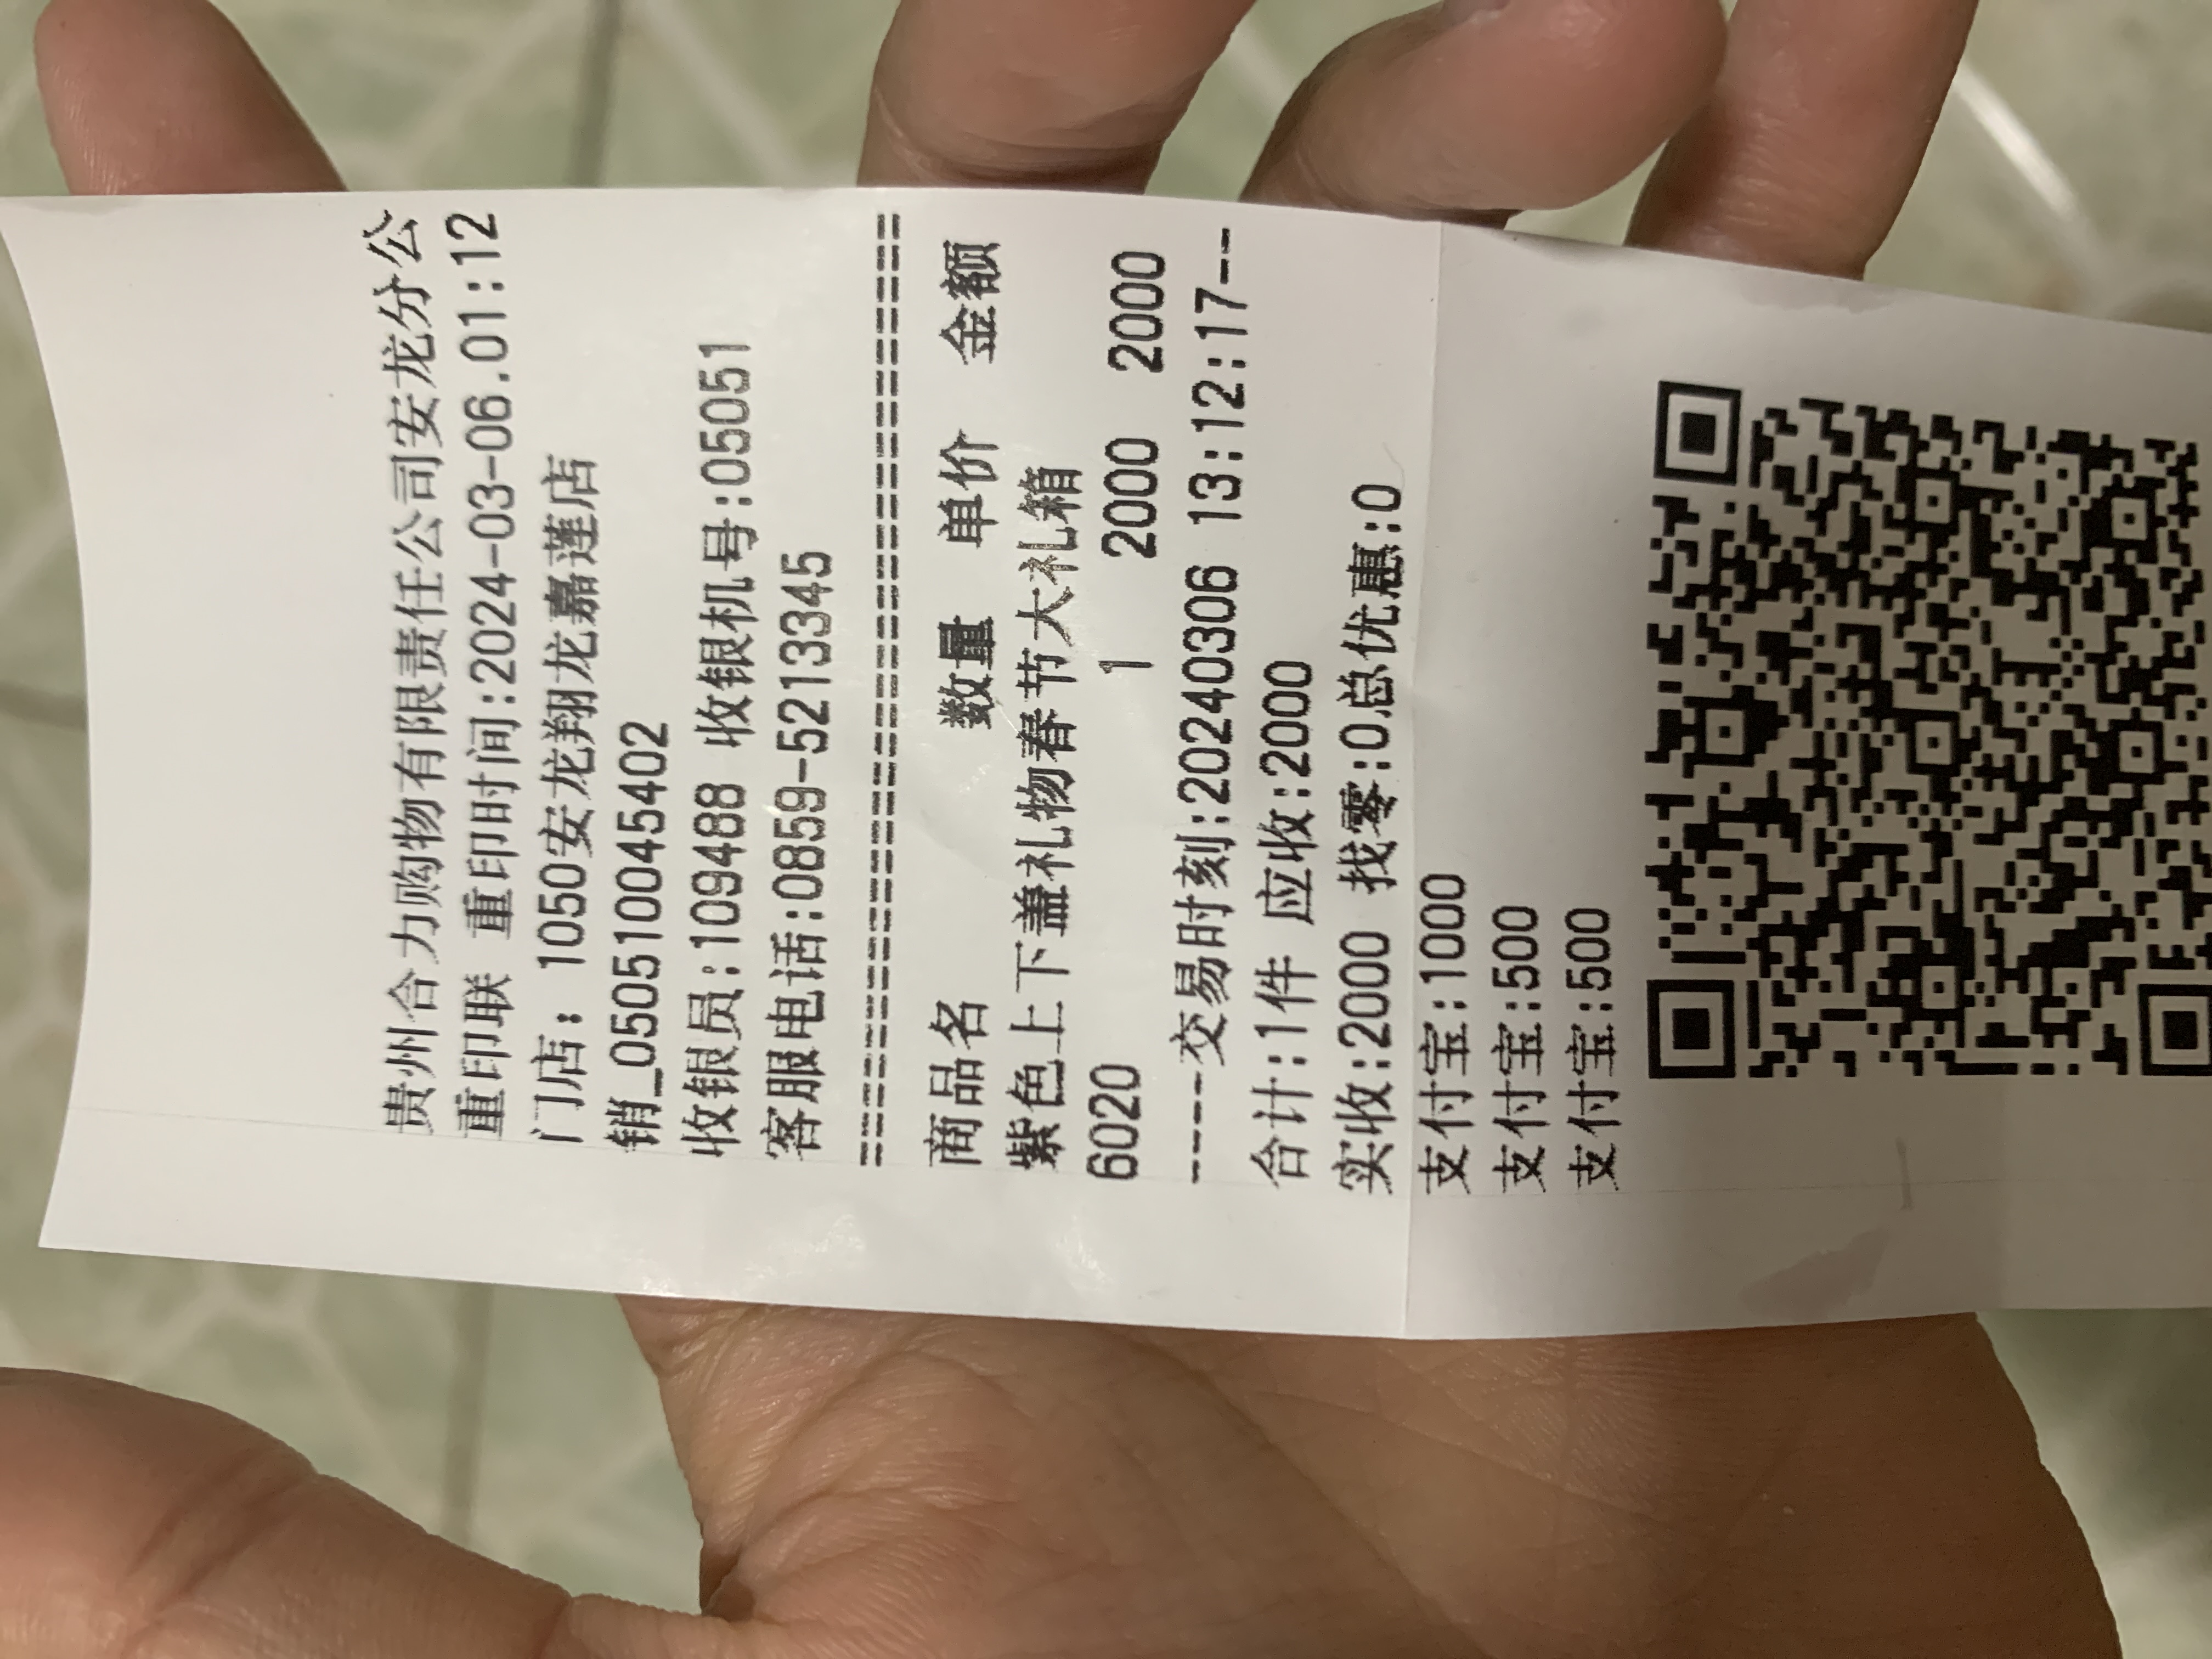 贵州合力购物有限责任公司安龙分公
重印联 重印时间:2024-03-06.01:12
门店: 1050安龙翔龙嘉莲店
销_050510045402
收银员:109488 收银机号:05051
客服电话:0859-5213345
================================
商品名 数量 单价 金额
紫色上下盖礼物春节大礼箱
6020 1 2000 2000
-----交易时刻:20240306 13:12:17--
合计:1件 应收:2000
实收:2000 找零:0总优惠:0
支付宝:1000
支付宝:500
支付宝:500